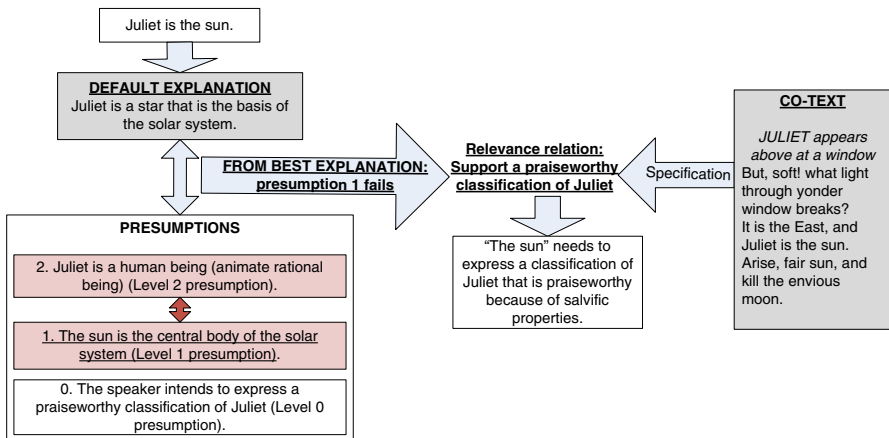 Juliet is the sun.
DEFAULT EXPLANATION
Juliet is a star that is the basis of
the solar system.
FROM BEST EXPLANATION:
presumption 1 fails
Relevance relation:
Support a praiseworthy
classification of Juliet
Specification
CO-TEXT
JULIET appears
above at a window
But, soft! what light
through yonder
window breaks?
It is the East, and
Juliet is the sun.
Arise, fair sun, and
kill the envious
moon.
PRESUMPTIONS
2. Juliet is a human being (animate rational
being) (Level 2 presumption).
1. The sun is the central body of the solar
system (Level 1 presumption).
0. The speaker intends to express a
praiseworthy classification of Juliet (Level 0
presumption).
“The sun” needs to
express a classification of
Juliet that is praiseworthy
because of salvific
properties.